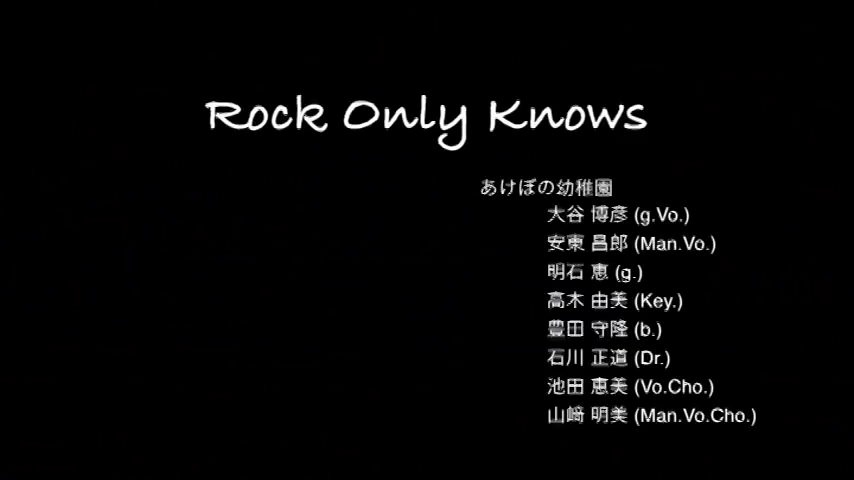 Rock Only Knows
あけぼの幼稚園
大谷 博彦 (g.Vo.)
安東 昌郎 (Man.Vo.)
明石 恵 (g.)
高木 由美 (Key.)
豊田 守隆 (b.)
石川 正道 (Dr.)
池田 恵美 (Vo.Cho.)
山﨑 明美 (Man.Vo.Cho.)